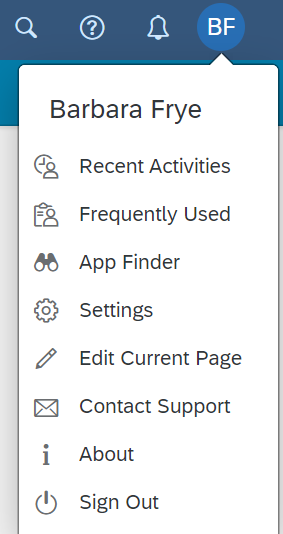 BF
Barbara Frye
Recent Activities
Frequently Used
App Finder
Settings
Edit Current Page
Contact Support
About
Sign Out